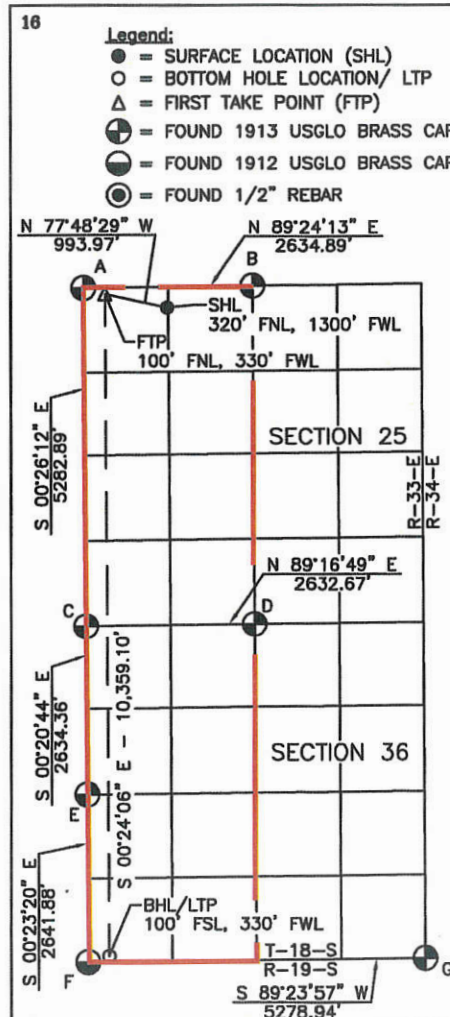 16
Legend:
● = SURFACE LOCATION (SHL)
○ = BOTTOM HOLE LOCATION/ LTP
△ = FIRST TAKE POINT (FTP)
= FOUND 1913 USGLO BRASS CAP
= FOUND 1912 USGLO BRASS CAP
= FOUND 1/2" REBAR
N 77°48'29" W
993.97'
N 89°24'13" E
2634.89'
A
B
SHL
320' FNL, 1300' FWL
FTP
100' FNL, 330' FWL
S 00°26'12" E
5282.89'
SECTION 25
R-33-E
R-34-E
N 89°16'49" E
2632.67'
C
D
S 00°24'06" E - 10,359.10'
S 00°20'44" E
2634.36'
SECTION 36
E
S 00°23'20" E
2641.88'
BHL/LTP
100' FSL, 330' FWL
T-18-S
R-19-S
F
G
S 89°23'57" W
5278.94'